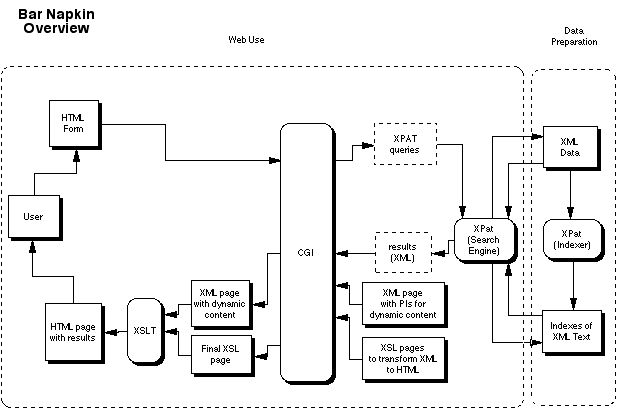 Bar Napkin
Overview
Web Use
Data
Preparation
HTML
Form
XPAT
queries
XML
Data
User
CGI
XPat
(Search
Engine)
XPat
(Indexer)
results
(XML)
XML page
with dynamic
content
XML page
with PIs for
dynamic content
HTML page
with results
XSLT
Final XSL
page
XSL pages
to transform XML
to HTML
Indexes of
XML Text